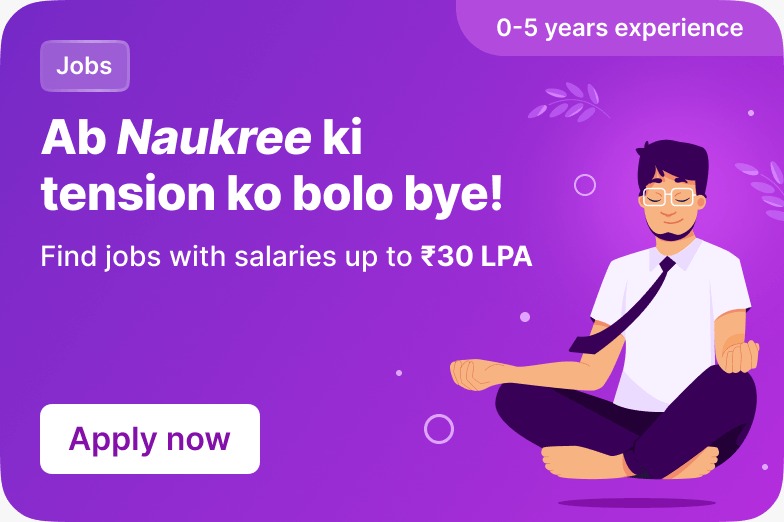 0-5 years experience
Jobs
Ab Naukree ki
tension ko bolo bye!
Find jobs with salaries up to ₹30 LPA
Apply now